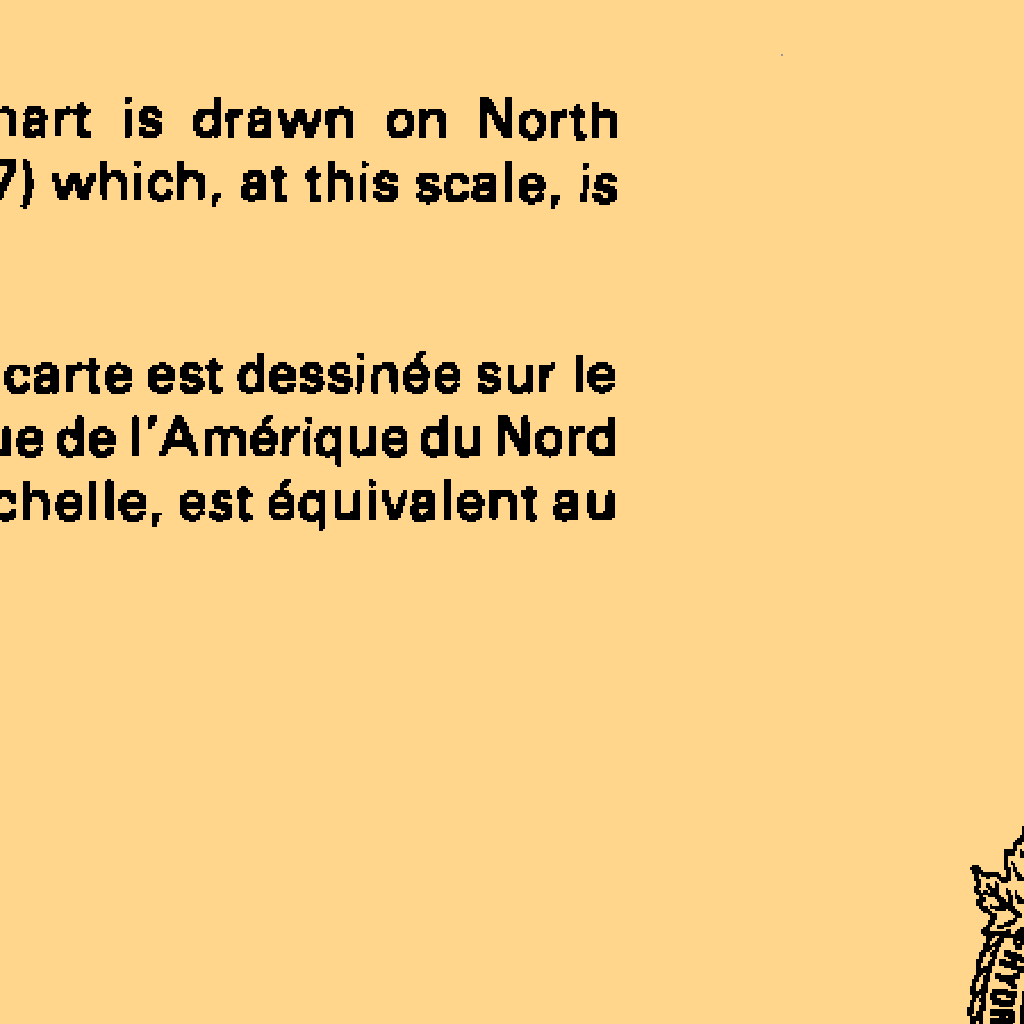 hart is drawn on North
7) which, at this scale, is
carte est dessinée sur le
ue de l'Amérique du Nord
chelle, est équivalent au